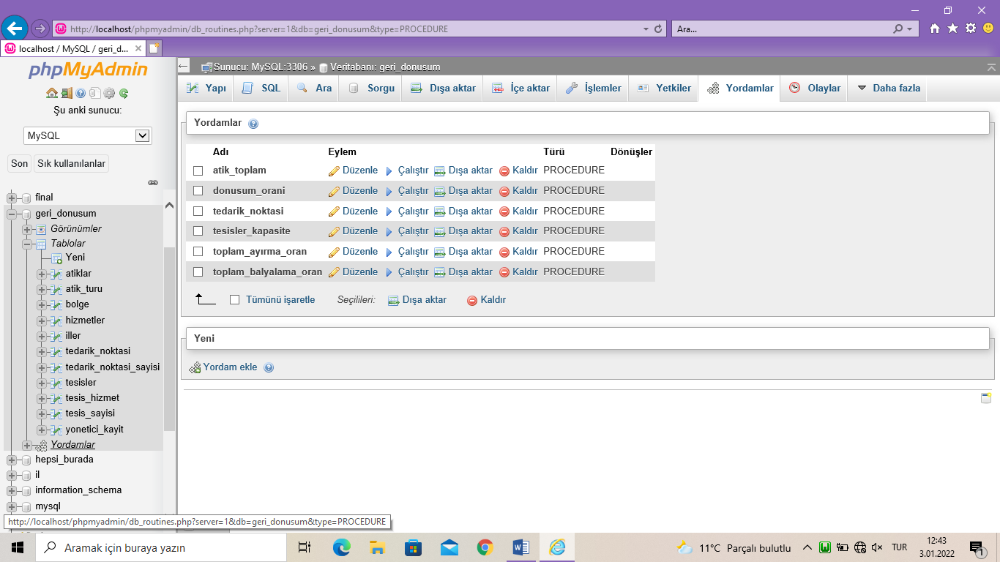 http://localhost/phpmyadmin/db_routines.php?server=1&db=geri_donusum&type=PROCEDURE
Ara...
localhost / MySQL / geri_d...
phpMyAdmin
Şu anki sunucu:
MySQL
Son
Sık kullanılanlar
final
geri_donusum
Görünümler
Tablolar
Yeni
atiklar
atik_turu
bolge
hizmetler
iller
tedarik_noktasi
tedarik_noktasi_sayisi
tesisler
tesis_hizmet
tesis_sayisi
yonetici_kayit
Yordamlar
hepsi_burada
il
information_schema
mysql
Sunucu: MySQL:3306 » Veritabanı: geri_donusum
Yapı SQL Ara Sorgu Dışa aktar İçe aktar İşlemler Yetkiler Yordamlar Olaylar Daha fazla
Yordamlar
Adı Eylem Türü Dönüşler
atik_toplam Düzenle Çalıştır Dışa aktar Kaldır PROCEDURE
donusum_orani Düzenle Çalıştır Dışa aktar Kaldır PROCEDURE
tedarik_noktasi Düzenle Çalıştır Dışa aktar Kaldır PROCEDURE
tesisler_kapasite Düzenle Çalıştır Dışa aktar Kaldır PROCEDURE
toplam_ayırma_oran Düzenle Çalıştır Dışa aktar Kaldır PROCEDURE
toplam_balyalama_oran Düzenle Çalıştır Dışa aktar Kaldır PROCEDURE
Tümünü işaretle Seçilileri: Dışa aktar Kaldır
Yeni
Yordam ekle
http://localhost/phpmyadmin/db_routines.php?server=1&db=geri_donusum&type=PROCEDURE
Aramak için buraya yazın
11°C Parçalı bulutlu
TUR
12:43
3.01.2022
1